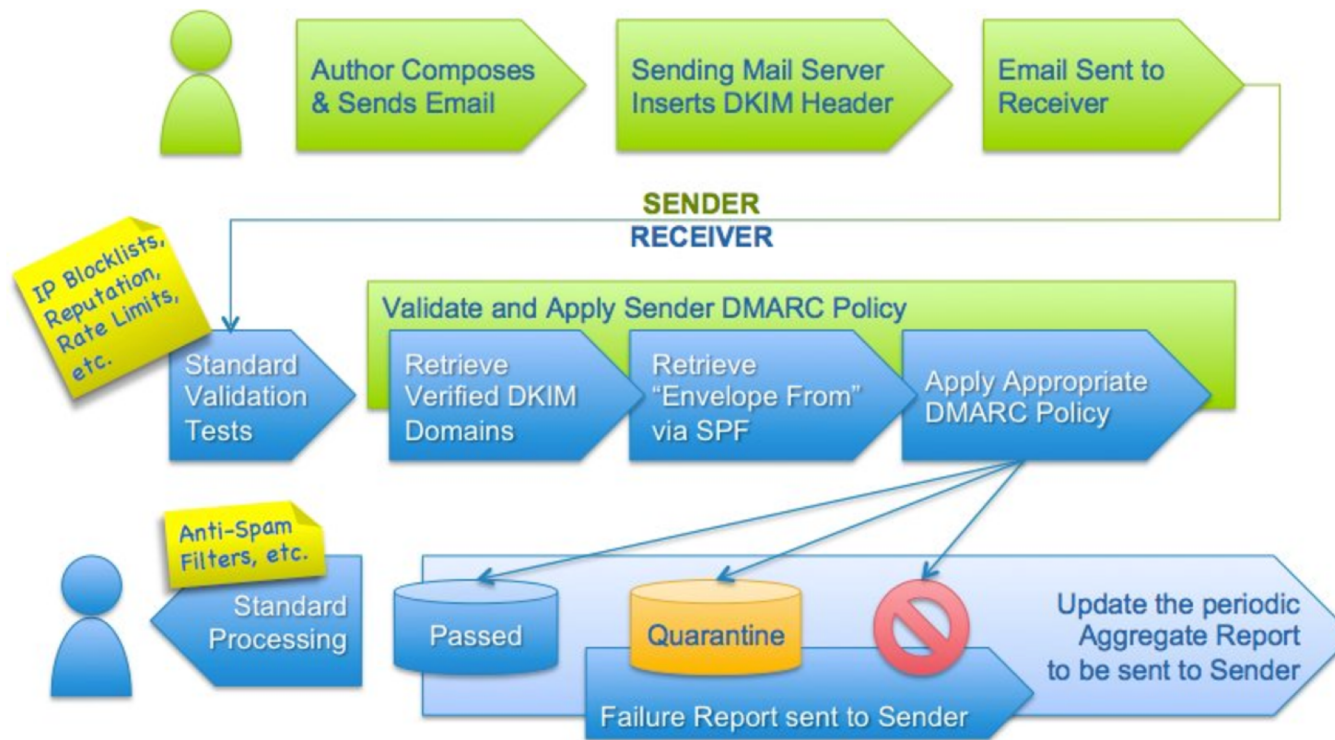 Author Composes
& Sends Email
Sending Mail Server
Inserts DKIM Header
Email Sent to
Receiver
SENDER
RECEIVER
IP Blocklists,
Reputation,
Rate Limits,
etc.
Validate and Apply Sender DMARC Policy
Standard
Validation
Tests
Retrieve
Verified DKIM
Domains
Retrieve
“Envelope From”
via SPF
Apply Appropriate
DMARC Policy
Anti-Spam
Filters, etc.
Standard
Processing
Passed
Quarantine
Update the periodic
Aggregate Report
to be sent to Sender
Failure Report sent to Sender